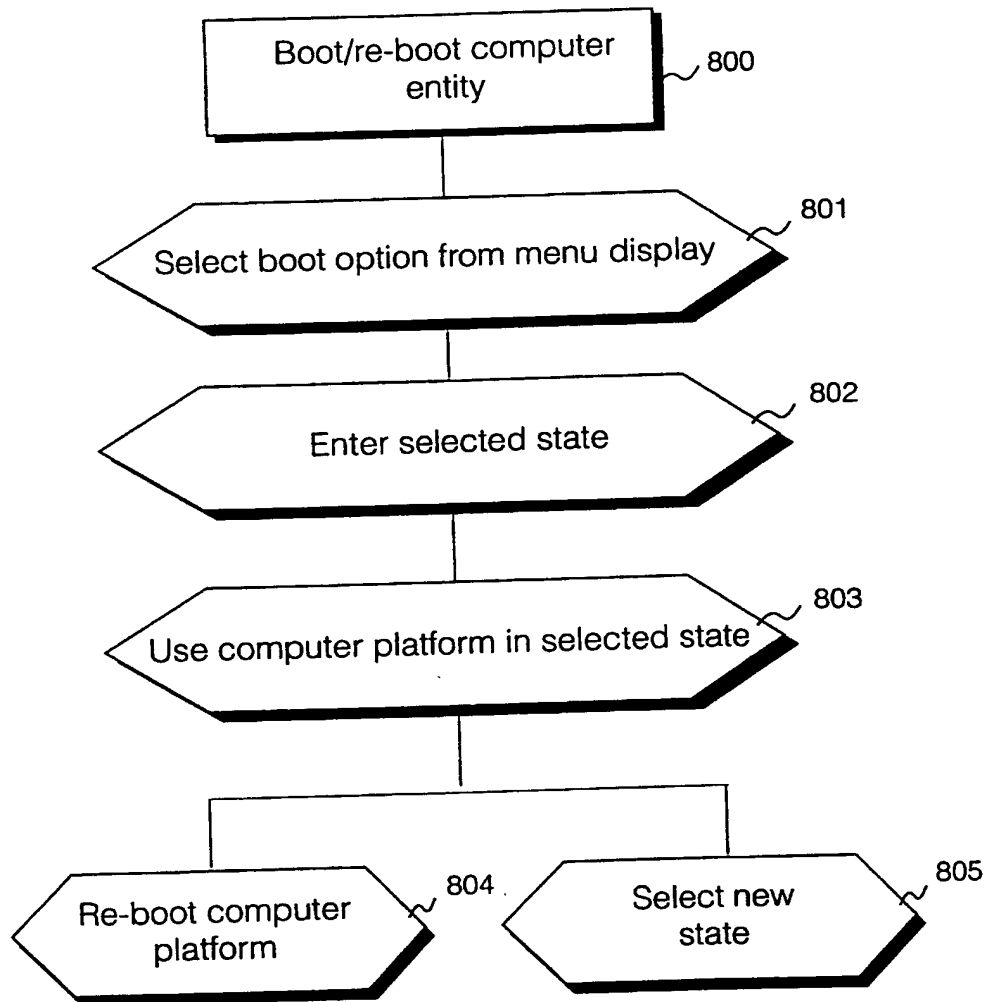 Boot/re-boot computer
entity
800
801
Select boot option from menu display
802
Enter selected state
803
Use computer platform in selected state
804
Re-boot computer
platform
805
Select new
state